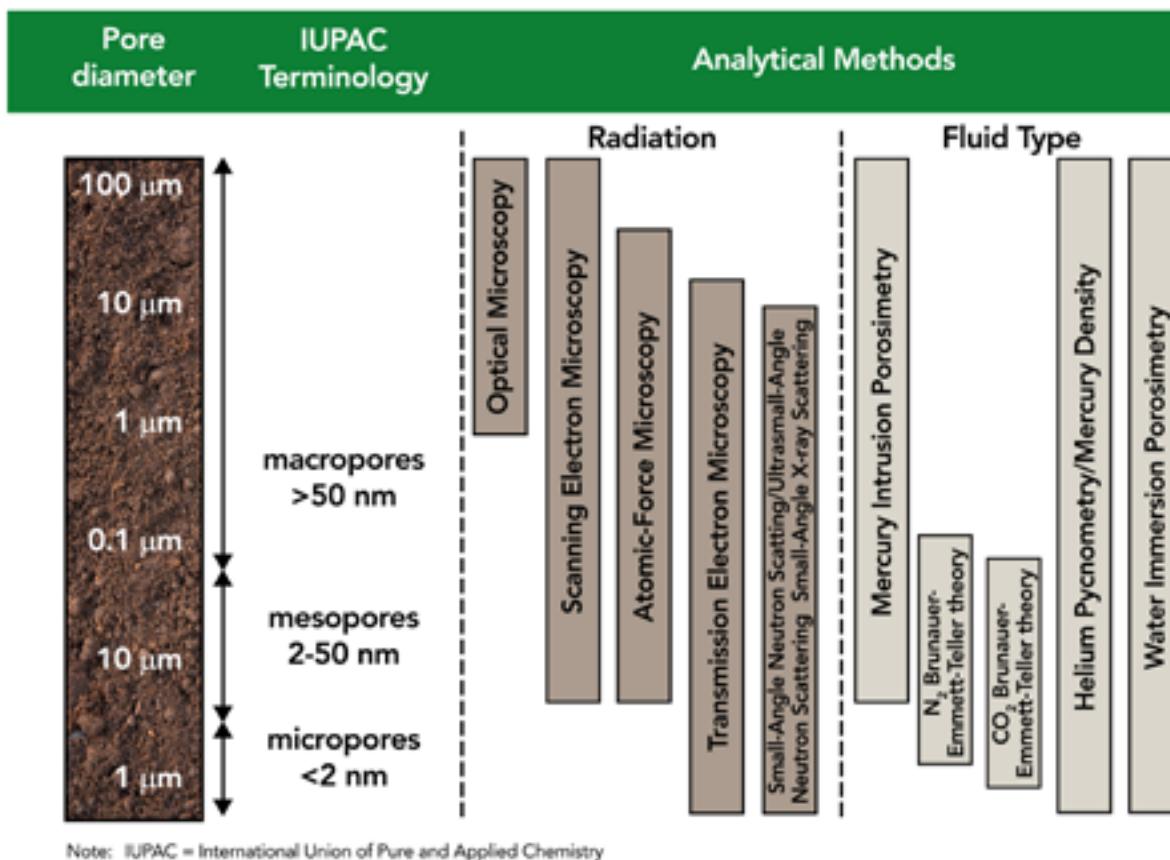 Pore
diameter
IUPAC
Terminology
Analytical Methods
Radiation
Fluid Type
100 μm
10 μm
1 μm
0.1 μm
10 μm
1 μm
macropores
>50 nm
mesopores
2-50 nm
micropores
<2 nm
Optical Microscopy
Scanning Electron Microscopy
Atomic-Force Microscopy
Transmission Electron Microscopy
Small-Angle Neutron Scatting/Ultrasmall-Angle
Neutron Scattering Small-Angle X-ray Scattering
Mercury Intrusion Porosimetry
N₂ Brunauer-
Emmett-Teller theory
CO₂ Brunauer-
Emmett-Teller theory
Helium Pycnometry/Mercury Density
Water Immersion Porosimetry
Note: IUPAC = International Union of Pure and Applied Chemistry